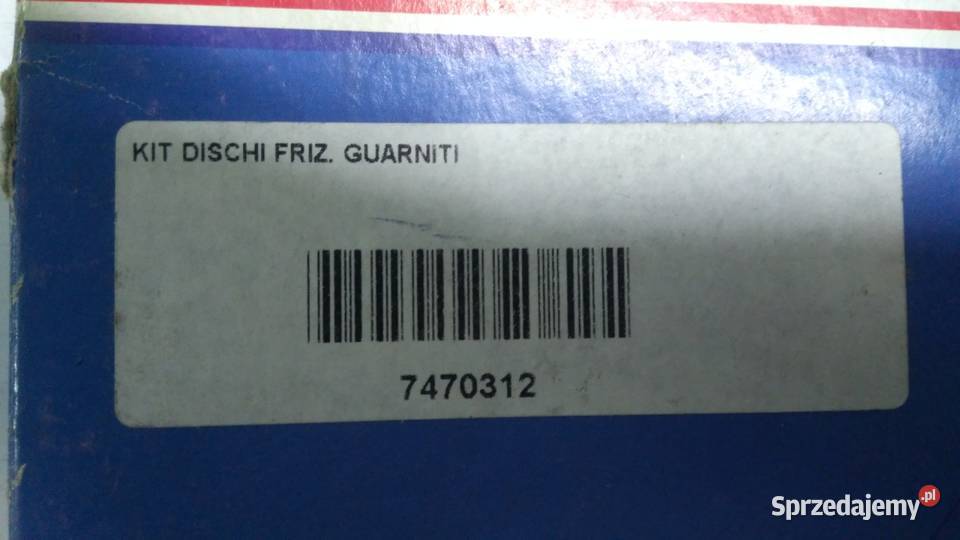 KIT DISCHI FRIZ. GUARNITI
7470312
Sprzedajemy.pl